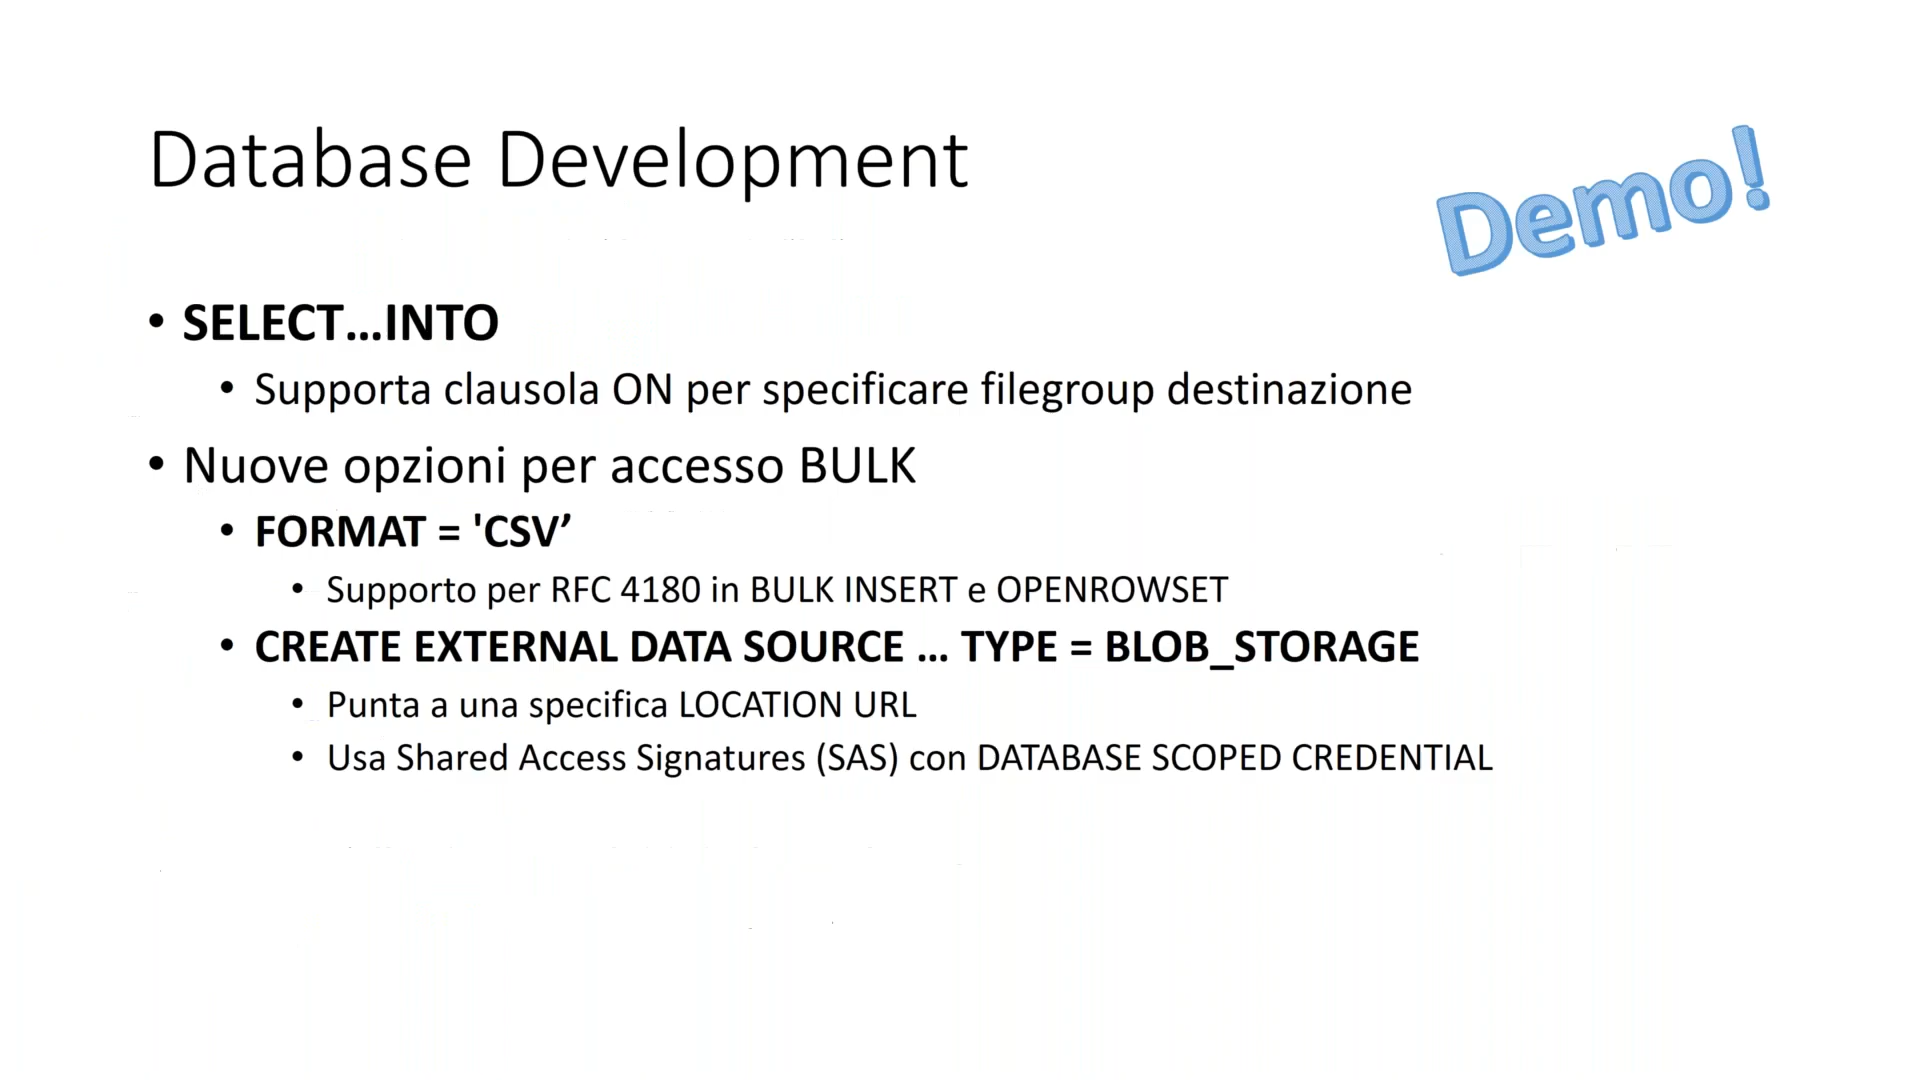 Database Development
Demo!
• SELECT…INTO
• Supporta clausola ON per specificare filegroup destinazione
• Nuove opzioni per accesso BULK
• FORMAT = 'CSV’
• Supporto per RFC 4180 in BULK INSERT e OPENROWSET
• CREATE EXTERNAL DATA SOURCE … TYPE = BLOB_STORAGE
• Punta a una specifica LOCATION URL
• Usa Shared Access Signatures (SAS) con DATABASE SCOPED CREDENTIAL